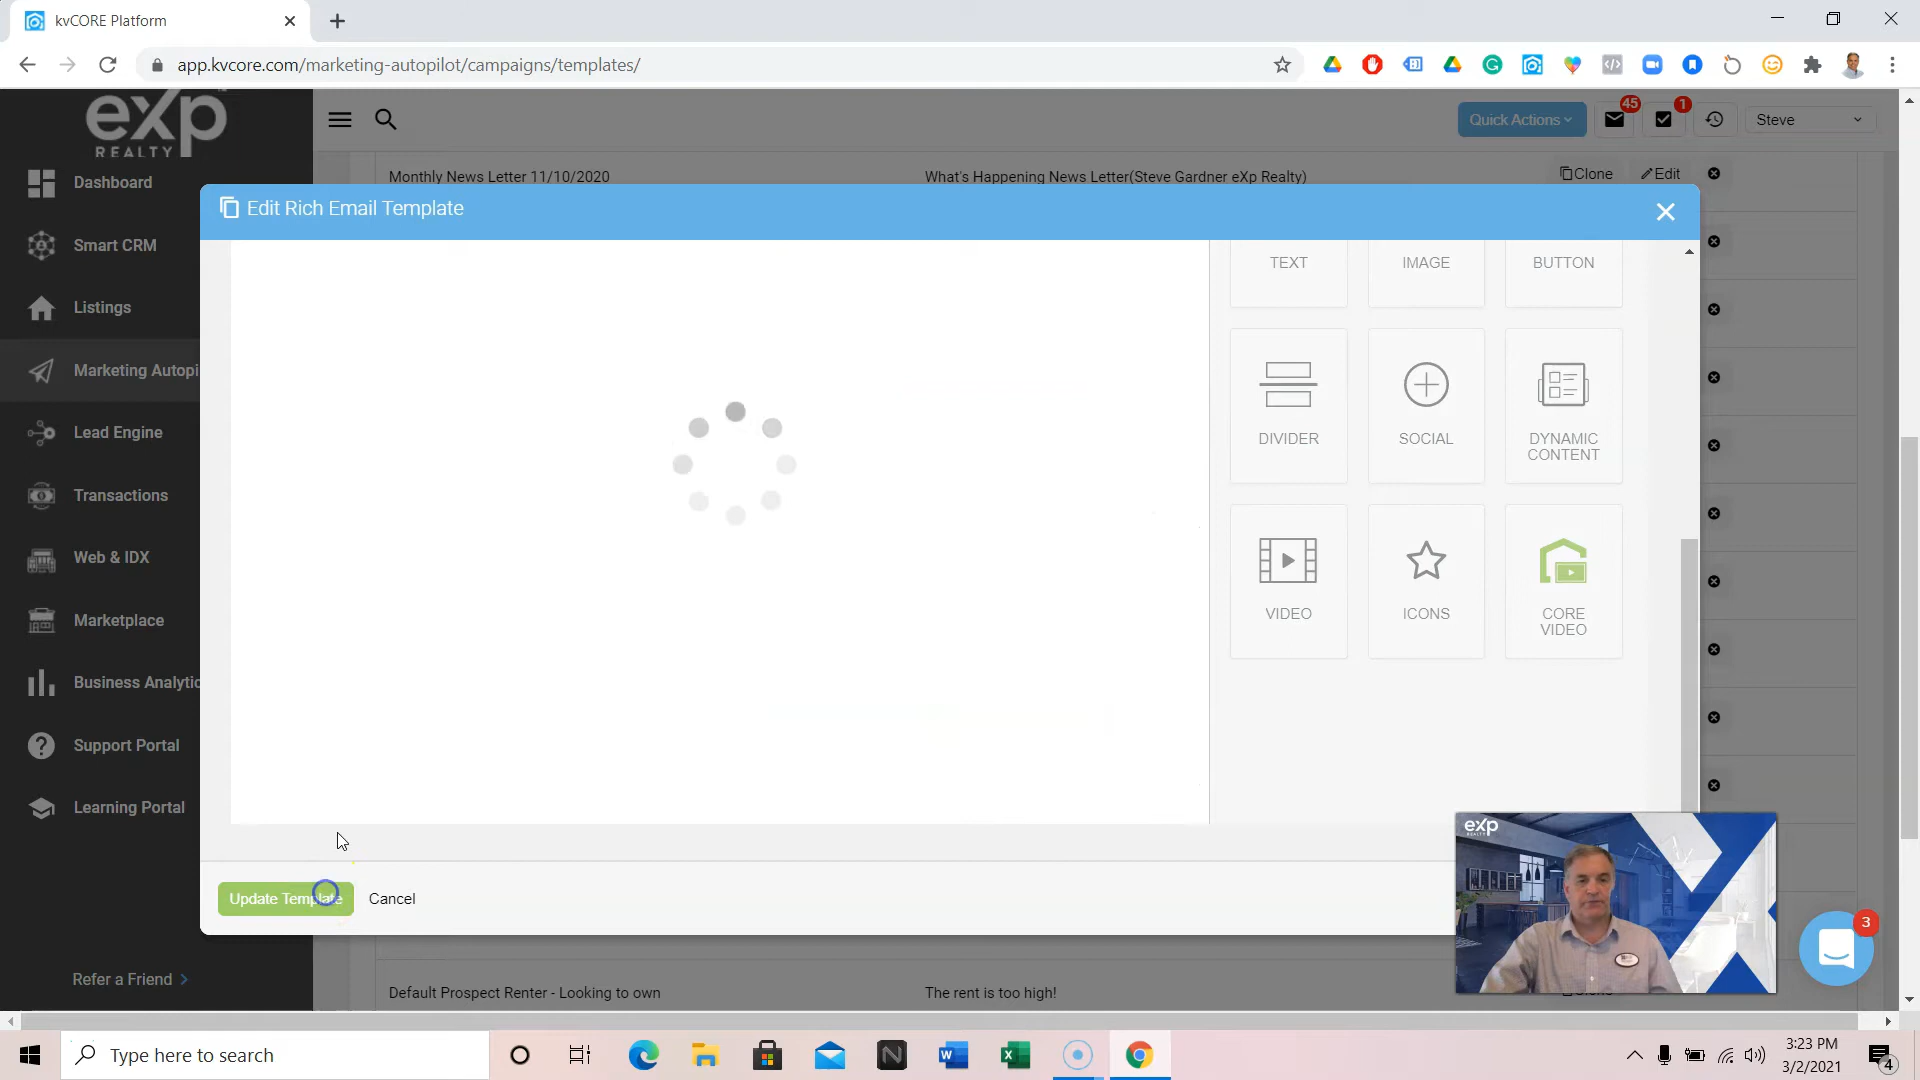 kvCORE Platform
app.kvcore.com/marketing-autopilot/campaigns/templates/
eXp
REALTY
Quick Actions
45
1
Steve
Dashboard
Smart CRM
Listings
Marketing Autopi
Lead Engine
Transactions
Web & IDX
Marketplace
Business Analytic
Support Portal
Learning Portal
Refer a Friend >
Monthly News Letter 11/10/2020
What's Happening News Letter(Steve Gardner eXp Realty)
Clone
Edit
Edit Rich Email Template
TEXT
IMAGE
BUTTON
DIVIDER
SOCIAL
DYNAMIC
CONTENT
VIDEO
ICONS
CORE
VIDEO
Update Template
Cancel
eXp
REALTY
3
Default Prospect Renter - Looking to own
The rent is too high!
Type here to search
3:23 PM
3/2/2021
4